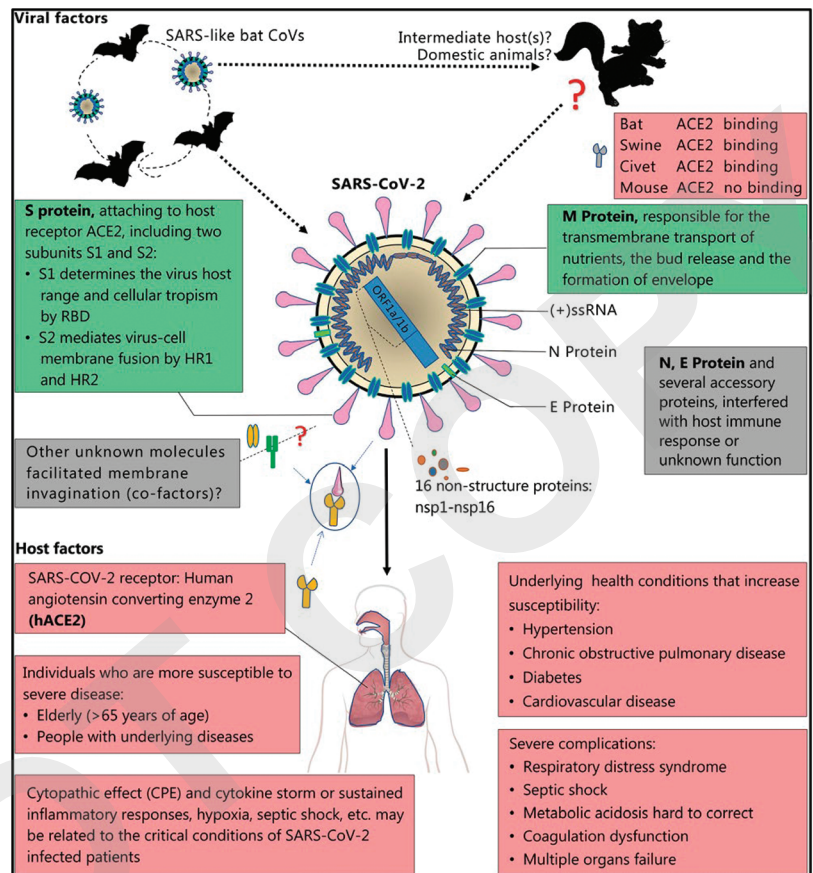 Viral factors
SARS-like bat CoVs
Intermediate host(s)?
Domestic animals?
?
Bat ACE2 binding
Swine ACE2 binding
Civet ACE2 binding
Mouse ACE2 no binding
SARS-CoV-2
S protein, attaching to host
receptor ACE2, including two
subunits S1 and S2:
• S1 determines the virus host
range and cellular tropism
by RBD
• S2 mediates virus-cell
membrane fusion by HR1
and HR2
M Protein, responsible for the
transmembrane transport of
nutrients, the bud release and the
formation of envelope
ORF1a/1b
(+)ssRNA
N Protein
E Protein
N, E Protein and
several accessory
proteins, interfered
with host immune
response or
unknown function
?
Other unknown molecules
facilitated membrane
invagination (co-factors)?
16 non-structure proteins:
nsp1-nsp16
Host factors
SARS-COV-2 receptor: Human
angiotensin converting enzyme 2
(hACE2)
Individuals who are more susceptible to
severe disease:
• Elderly (>65 years of age)
• People with underlying diseases
Cytopathic effect (CPE) and cytokine storm or sustained
inflammatory responses, hypoxia, septic shock, etc. may
be related to the critical conditions of SARS-CoV-2
infected patients
Underlying health conditions that increase
susceptibility:
• Hypertension
• Chronic obstructive pulmonary disease
• Diabetes
• Cardiovascular disease
Severe complications:
• Respiratory distress syndrome
• Septic shock
• Metabolic acidosis hard to correct
• Coagulation dysfunction
• Multiple organs failure
COPY